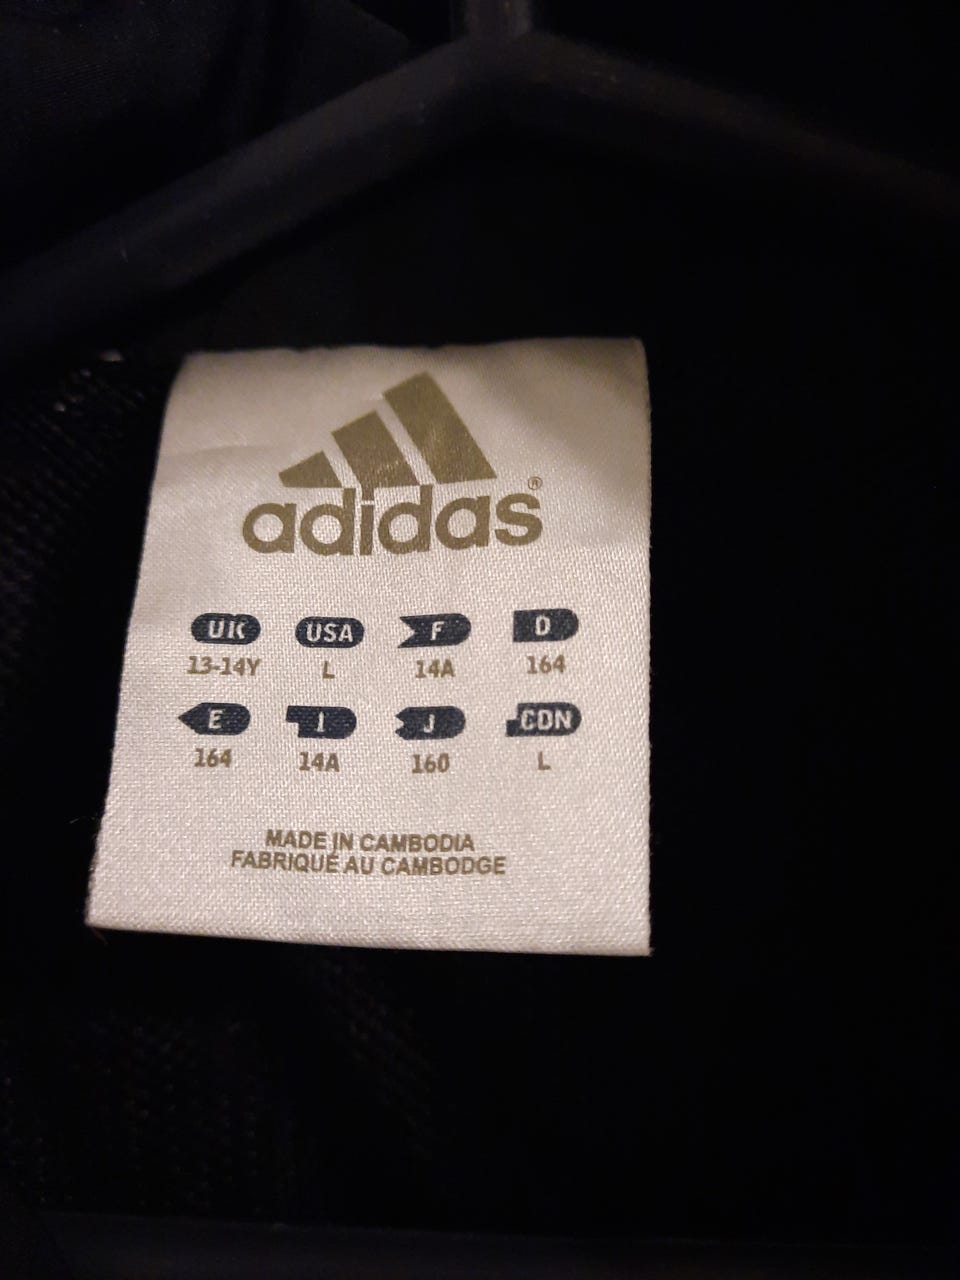 adidas®
UK USA F D
13-14Y L 14A 164
E I J CDN
164 14A 160 L
MADE IN CAMBODIA
FABRIQUÉ AU CAMBODGE